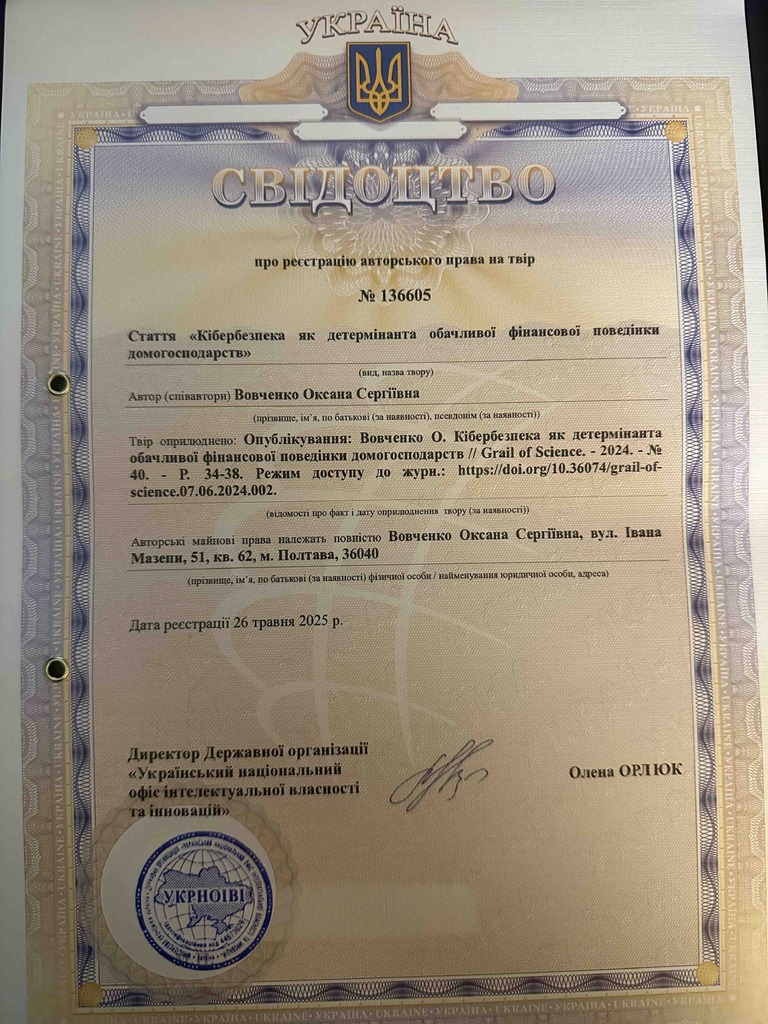 УКРАЇНА
СВІДОЦТВО
про реєстрацію авторського права на твір
№ 136605
Стаття «Кібербезпека як детермінанта обачливої фінансової поведінки
домогосподарств»
(вид, назва твору)
Автор (співавтори) Вовченко Оксана Сергіївна
(прізвище, ім’я, по батькові (за наявності), псевдонім (за наявності))
Твір оприлюднено: Опублікування: Вовченко О. Кібербезпека як детермінанта
обачливої фінансової поведінки домогосподарств // Grail of Science. - 2024. - №
40. - P. 34-38. Режим доступу до журн.: https://doi.org/10.36074/grail-of-
science.07.06.2024.002.
(відомості про факт і дату оприлюднення твору (за наявності))
Авторські майнові права належать повністю Вовченко Оксана Сергіївна, вул. Івана
Мазепи, 51, кв. 62, м. Полтава, 36040
(прізвище, ім’я, по батькові (за наявності) фізичної особи / найменування юридичної особи, адреса)
Дата реєстрації 26 травня 2025 р.
Директор Державної організації
«Український національний
офіс інтелектуальної власності
та інновацій»
Олена ОРЛЮК
УКРНОІВІ